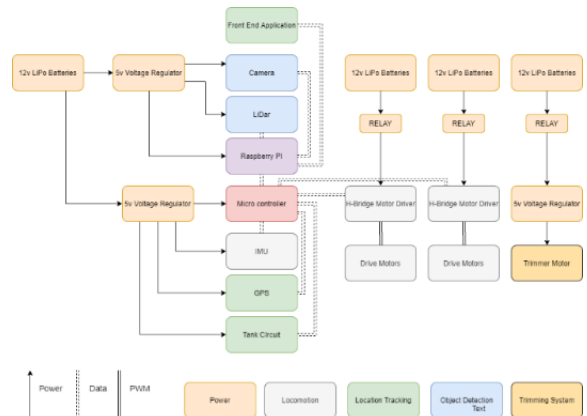 Front End Application
12v LiPo Batteries
5v Voltage Regulator
Camera
12v LiPo Batteries
12v LiPo Batteries
12v LiPo Batteries
LiDar
RELAY
RELAY
RELAY
Raspberry PI
5v Voltage Regulator
Micro controller
H-Bridge Motor Driver
H-Bridge Motor Driver
5v Voltage Regulator
IMU
Drive Motors
Drive Motors
Trimmer Motor
GPS
Tank Circuit
Power
Data
PWM
Power
Locomotion
Location Tracking
Object Detection
Text
Trimming System